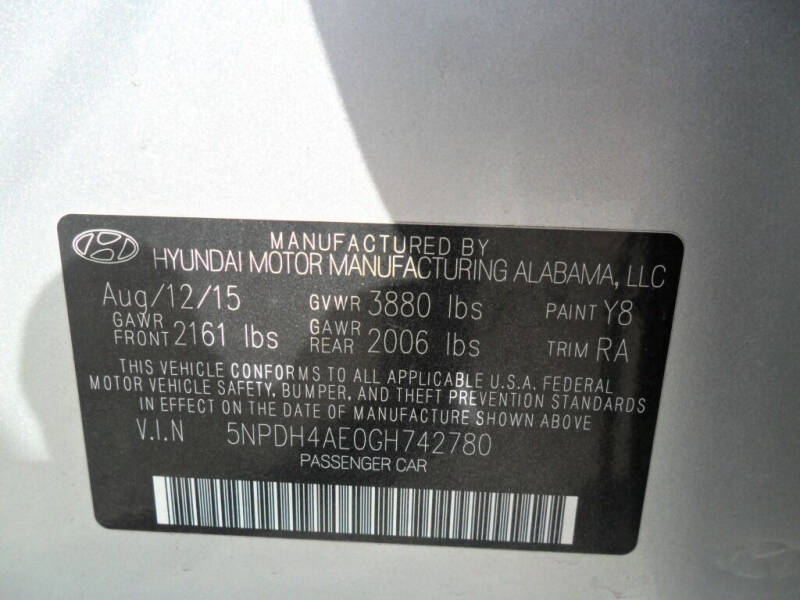 MANUFACTURED BY
HYUNDAI MOTOR MANUFACTURING ALABAMA, LLC
Aug/12/15 GVWR 3880 lbs PAINT Y8
GAWR FRONT 2161 lbs GAWR REAR 2006 lbs TRIM RA
THIS VEHICLE CONFORMS TO ALL APPLICABLE U.S.A. FEDERAL
MOTOR VEHICLE SAFETY, BUMPER, AND THEFT PREVENTION STANDARDS
IN EFFECT ON THE DATE OF MANUFACTURE SHOWN ABOVE
V.I.N 5NPDH4AE0GH742780
PASSENGER CAR